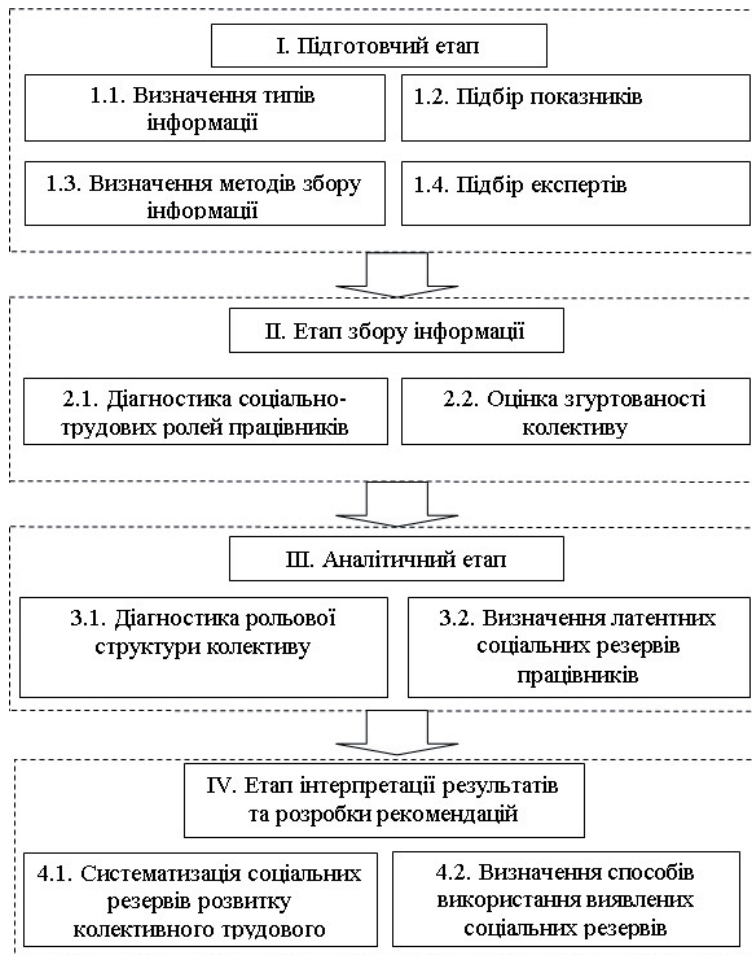 I. Підготовчий етап
1.1. Визначення типів
інформації
1.2. Підбір показників
1.3. Визначення методів збору
інформації
1.4. Підбір експертів
II. Етап збору інформації
2.1. Діагностика соціально-
трудових ролей працівників
2.2. Оцінка згуртованості
колективу
III. Аналітичний етап
3.1. Діагностика рольової
структури колективу
3.2. Визначення латентних
соціальних резервів
працівників
IV. Етап інтерпретації результатів
та розробки рекомендацій
4.1. Систематизація соціальних
резервів розвитку
колективного трудового
4.2. Визначення способів
використання виявлених
соціальних резервів